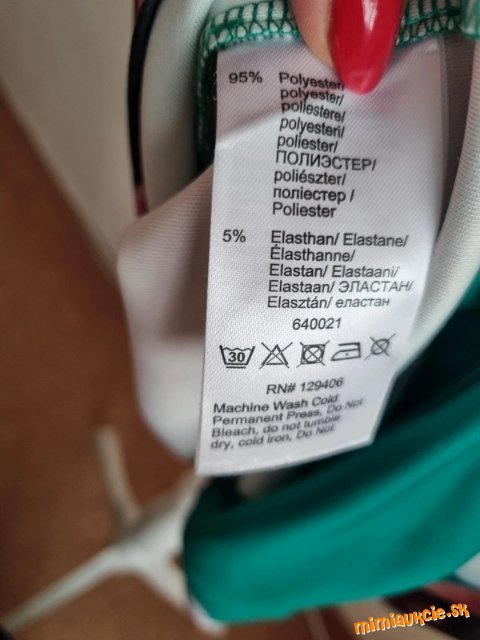 95% Polyester/
polyester/
poliestere/
polyesteri/
poliester/
ПОЛИЭСТЕР/
poliészter/
поліестер /
Poliester
5% Elasthan/ Elastane/
Élasthanne/
Elastan/ Elastaani/
Elastaan/ ЭЛАСТАН/
Elasztán/ еластан
640021
30
RN# 129406
Machine Wash Cold
Permanent Press, Do Not
Bleach, do not tumble
dry, cold iron, Do Not
mimiaukcie.sk